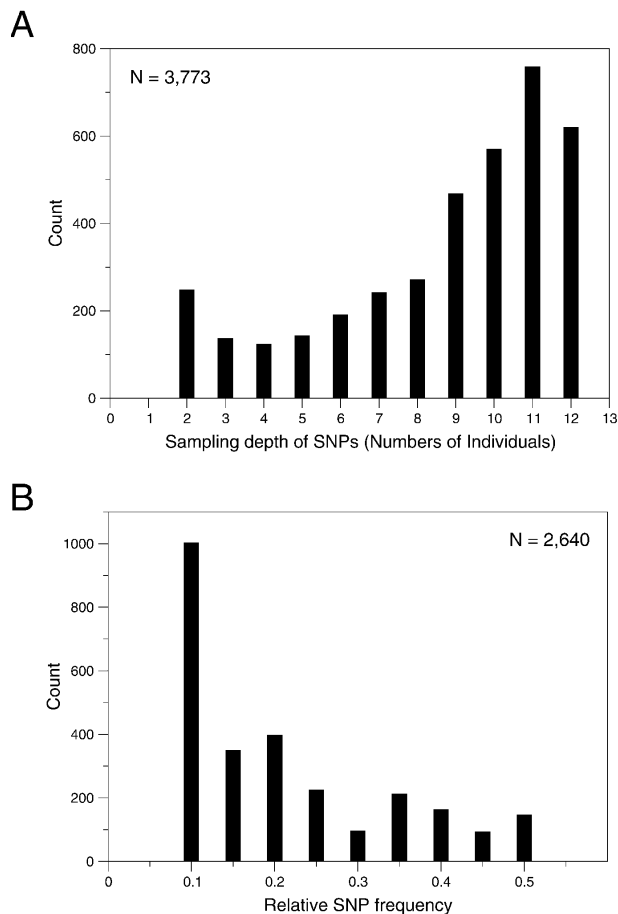 A
800
N = 3,773
600
Count
400
200
0
0 1 2 3 4 5 6 7 8 9 10 11 12 13
Sampling depth of SNPs (Numbers of Individuals)
B
N = 2,640
1000
800
600
Count
400
200
0
0 0.1 0.2 0.3 0.4 0.5
Relative SNP frequency